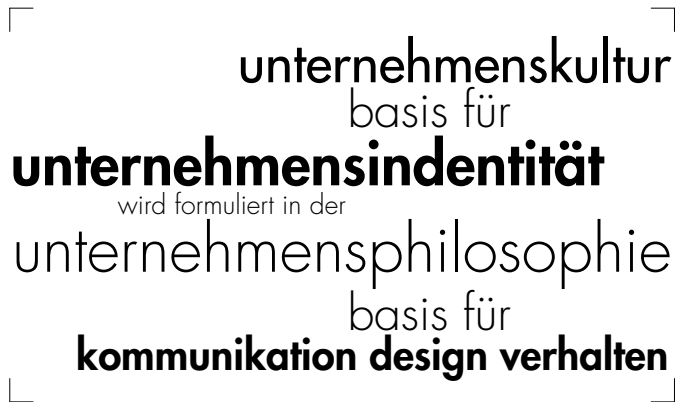 unternehmenskultur
basis für
unternehmensindentität
wird formuliert in der
unternehmensphilosophie
basis für
kommunikation design verhalten